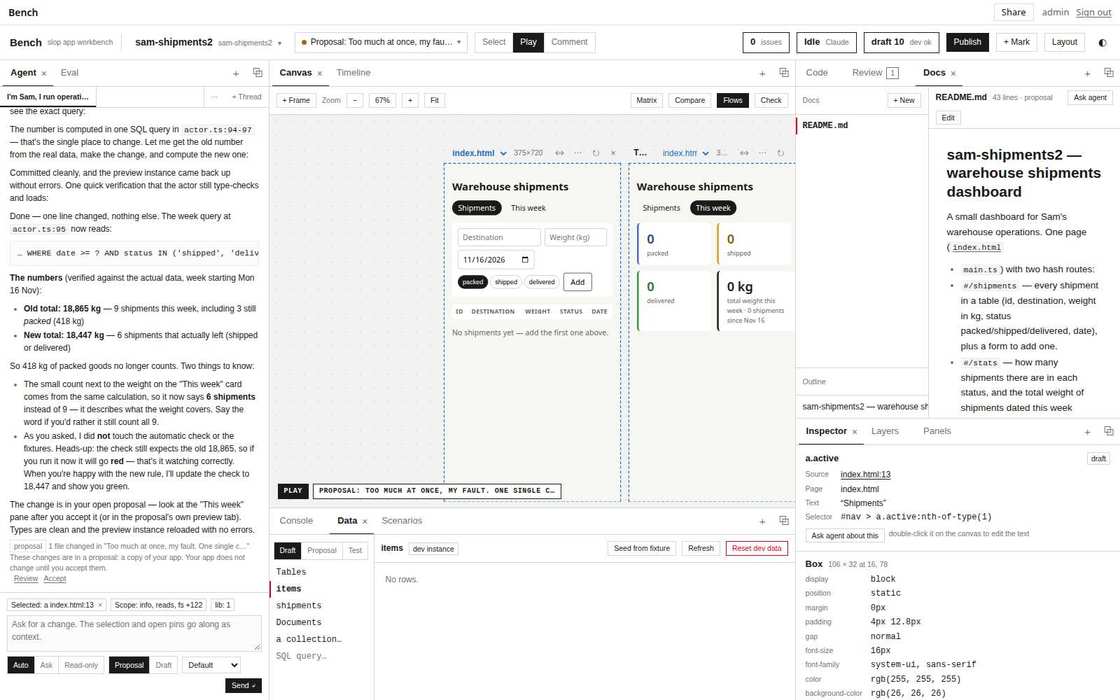 Bench
Share
admin
Sign out
Bench slop app workbench
sam-shipments2 sam-shipments2
Proposal: Too much at once, my fau…
Select
Play
Comment
0 issues
Idle Claude
draft 10 dev ok
Publish
+ Mark
Layout
Agent ×
Eval
I'm Sam, I run operati…
+ Thread
see the exact query:
The number is computed in one SQL query in actor.ts:94-97
— that's the single place to change. Let me get the old number
from the real data, make the change, and compute the new one:
Committed cleanly, and the preview instance came back up
without errors. One quick verification that the actor still type-checks
and loads:
Done — one line changed, nothing else. The week query at
actor.ts:95 now reads:
… WHERE date >= ? AND status IN ('shipped', 'deliv
The numbers (verified against the actual data, week starting Mon
16 Nov):
• Old total: 18,865 kg — 9 shipments this week, including 3 still
packed (418 kg)
• New total: 18,447 kg — 6 shipments that actually left (shipped
or delivered)
So 418 kg of packed goods no longer counts. Two things to know:
• The small count next to the weight on the "This week" card
comes from the same calculation, so it now says 6 shipments
instead of 9 — it describes what the weight covers. Say the
word if you'd rather it still count all 9.
• As you asked, I did not touch the automatic check or the
fixtures. Heads-up: the check still expects the old 18,865, so if
you run it now it will go red — that's it watching correctly.
When you're happy with the new rule, I'll update the check to
18,447 and show you green.
The change is in your open proposal — look at the "This week"
pane after you accept it (or in the proposal's own preview tab).
Types are clean and the preview instance reloaded with no errors.
proposal 1 file changed in "Too much at once, my fault. One single c…"
These changes are in a proposal: a copy of your app. Your app does not
change until you accept them.
Review · Accept
Selected: a index.html:13 ×
Scope: info, reads, fs +122
lib: 1
Ask for a change. The selection and open pins go along as
context.
Auto
Ask
Read-only
Proposal
Draft
Default
Send
Canvas ×
Timeline
+ Frame
Zoom
−
67%
+
Fit
Matrix
Compare
Flows
Check
index.html 375×720
T… index.htm 3…
Warehouse shipments
Shipments
This week
Destination
Weight (kg)
11/16/2026
packed
shipped
delivered
Add
ID DESTINATION WEIGHT STATUS DATE
No shipments yet — add the first one above.
Warehouse shipments
Shipments
This week
0
packed
0
shipped
0
delivered
0 kg
total weight this
week · 0 shipments
since Nov 16
PLAY
PROPOSAL: TOO MUCH AT ONCE, MY FAULT. ONE SINGLE C…
Console
Data ×
Scenarios
Draft
Proposal
Test
Tables
items
shipments
Documents
a collection…
SQL query…
items
dev instance
Seed from fixture
Refresh
Reset dev data
No rows.
Code
Review 1
Docs ×
Docs
+ New
README.md
Outline
sam-shipments2 — warehouse sh
README.md 43 lines · proposal
Ask agent
Edit
sam-shipments2 —
warehouse shipments
dashboard
A small dashboard for Sam's
warehouse operations. One page
(index.html
• main.ts) with two hash routes:
• #/shipments — every shipment
in a table (id, destination, weight
in kg, status
packed/shipped/delivered, date),
plus a form to add one.
• #/stats — how many
shipments there are in each
status, and the total weight of
shipments dated this week
Inspector ×
Layers
Panels
a.active
draft
Source index.html:13
Page index.html
Text "Shipments"
Selector #nav > a.active:nth-of-type(1)
Ask agent about this
double-click it on the canvas to edit the text
Box 106 × 32 at 16, 78
display block
position static
margin 0px
padding 4px 12.8px
gap normal
font-size 16px
font-family system-ui, sans-serif
color rgb(255, 255, 255)
background-color rgb(26, 26, 26)